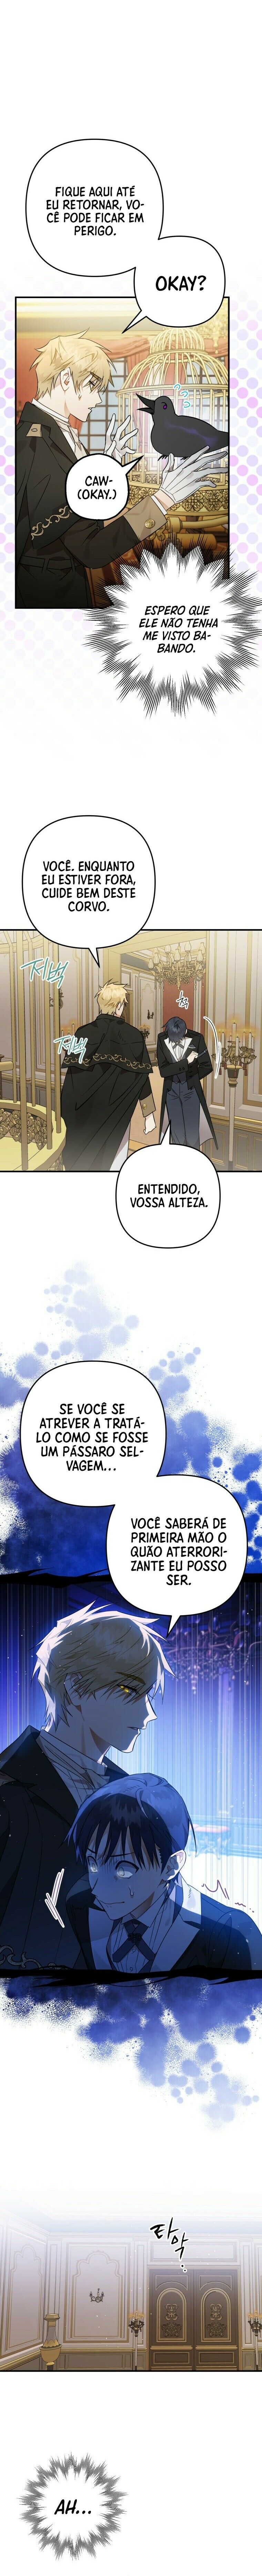 FIQUE AQUI ATÉ
EU RETORNAR, VO-
CÊ PODE FICAR EM
PERIGO.
OKAY?
CAW-
(OKAY.)
ESPERO QUE
ELE NÃO TENHA
ME VISTO BA-
BANDO.
VOCÊ. ENQUANTO
EU ESTIVER FORA,
CUIDE BEM DESTE
CORVO.
저벅
저벅
ENTENDIDO,
VOSSA ALTEZA.
SE VOCÊ SE
ATREVER A TRATÁ-
LO COMO SE FOSSE
UM PÁSSARO SEL-
VAGEM...
VOCÊ SABERÁ DE
PRIMEIRA MÃO O
QUÃO ATERRORI-
ZANTE EU POSSO
SER.
타악
AH...